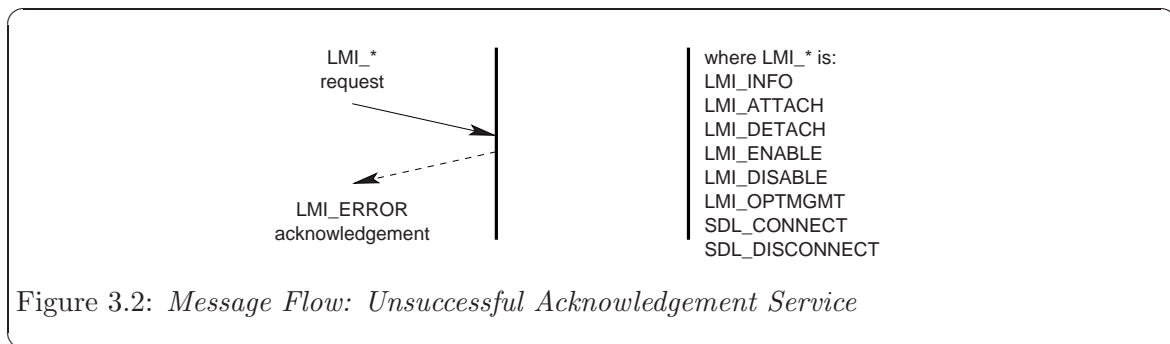 LMI_*
request
LMI_ERROR
acknowledgement
where LMI_* is:
LMI_INFO
LMI_ATTACH
LMI_DETACH
LMI_ENABLE
LMI_DISABLE
LMI_OPTMGMT
SDL_CONNECT
SDL_DISCONNECT
Figure 3.2: Message Flow: Unsuccessful Acknowledgement Service